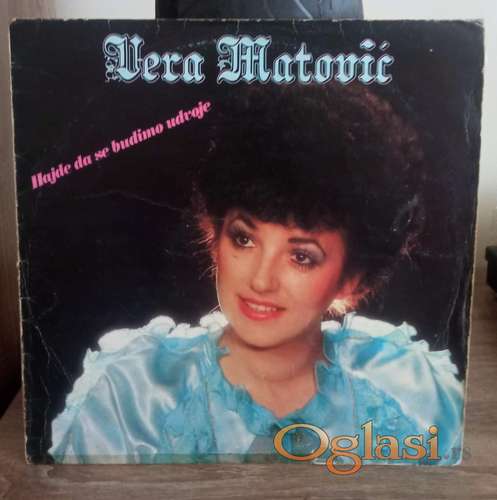 Vera Matović
Hajde da se budimo udvoje
Oglasi.rs